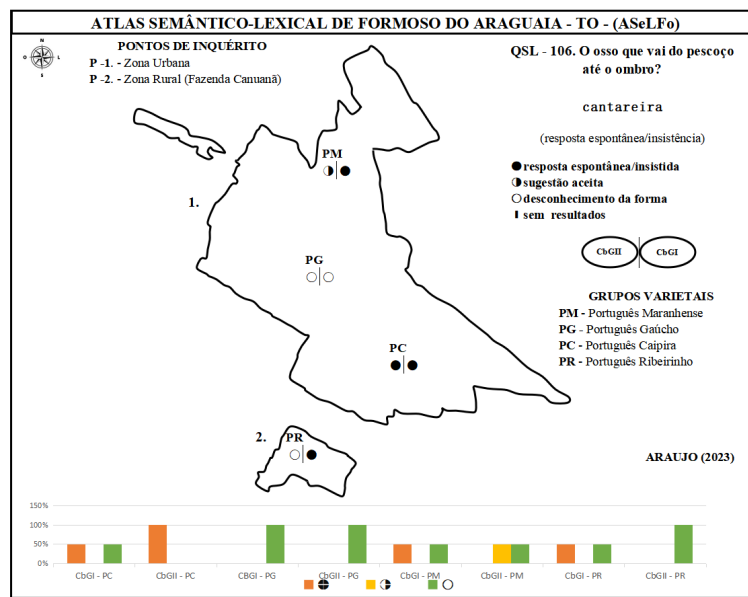 ATLAS SEMÂNTICO-LEXICAL DE FORMOSO DO ARAGUAIA - TO - (ASeLFo)
N
O L
S
PONTOS DE INQUÉRITO
P -1. - Zona Urbana
P -2. - Zona Rural (Fazenda Canuanã)
QSL - 106. O osso que vai do pescoço
até o ombro?
cantareira
(resposta espontânea/insistência)
resposta espontânea/insistida
sugestão aceita
desconhecimento da forma
sem resultados
CbGII CbGI
GRUPOS VARIETAIS
PM - Português Maranhense
PG - Português Gaúcho
PC - Português Caipira
PR - Português Ribeirinho
PM
1.
PG
PC
2. PR
ARAUJO (2023)
150%
100%
50%
0%
CbGI - PC CbGII - PC CBGI - PG CbGII - PG CbGI - PM CbGII - PM CbGI - PR CbGII - PR